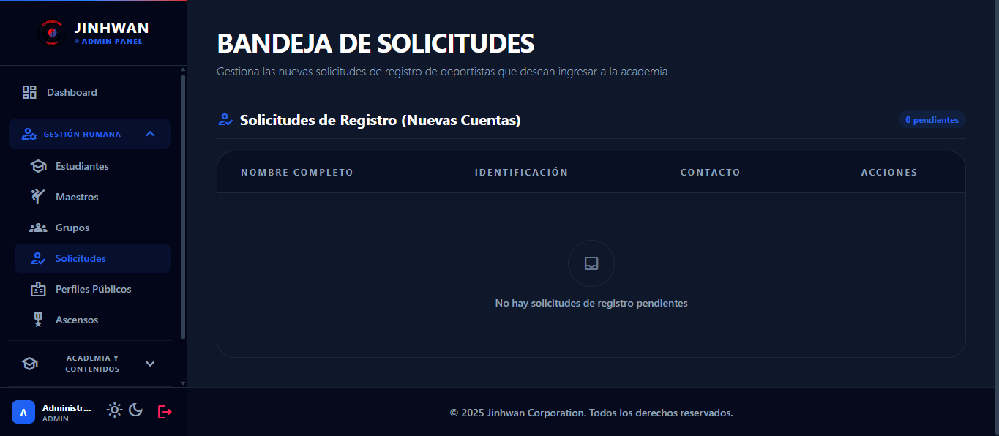 JINHWAN
ADMIN PANEL
Dashboard
GESTIÓN HUMANA
Estudiantes
Maestros
Grupos
Solicitudes
Perfiles Públicos
Ascensos
ACADEMIA Y
CONTENIDOS
A
Administr...
ADMIN
BANDEJA DE SOLICITUDES
Gestiona las nuevas solicitudes de registro de deportistas que desean ingresar a la academia.
Solicitudes de Registro (Nuevas Cuentas)
0 pendientes
NOMBRE COMPLETO IDENTIFICACIÓN CONTACTO ACCIONES
No hay solicitudes de registro pendientes
© 2025 Jinhwan Corporation. Todos los derechos reservados.